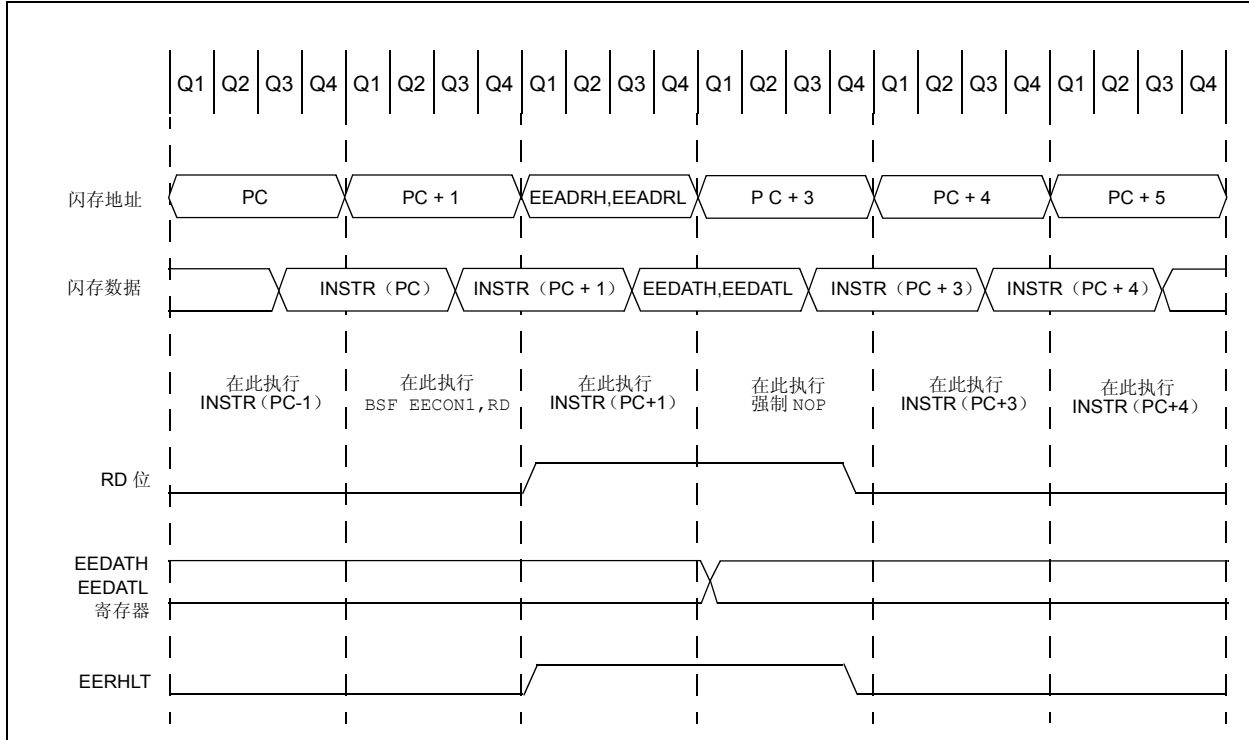 Q1 Q2 Q3 Q4 Q1 Q2 Q3 Q4 Q1 Q2 Q3 Q4 Q1 Q2 Q3 Q4 Q1 Q2 Q3 Q4 Q1 Q2 Q3 Q4
闪存地址 PC PC + 1 EEADRH,EEADRL P C + 3 PC + 4 PC + 5
闪存数据 INSTR（PC） INSTR（PC + 1） EEDATH,EEDATL INSTR（PC + 3） INSTR（PC + 4）
在此执行 在此执行 在此执行 在此执行 在此执行 在此执行
INSTR（PC-1） BSF EECON1,RD INSTR（PC+1） 强制 NOP INSTR（PC+3） INSTR（PC+4）
RD 位
EEDATH
EEDATL
寄存器
EERHLT